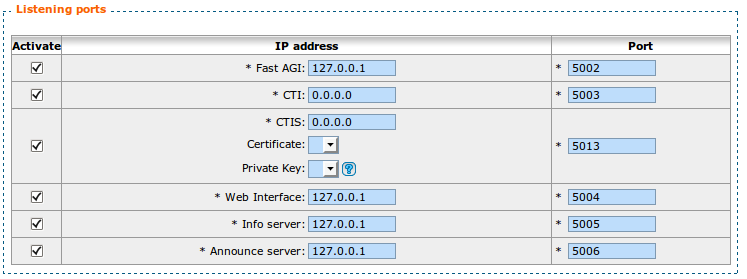 Listening ports
Activate IP address Port
* Fast AGI: 127.0.0.1 * 5002
* CTI: 0.0.0.0 * 5003
* CTIS: 0.0.0.0
Certificate:
* 5013
Private Key: ?
* Web Interface: 127.0.0.1 * 5004
* Info server: 127.0.0.1 * 5005
* Announce server: 127.0.0.1 * 5006